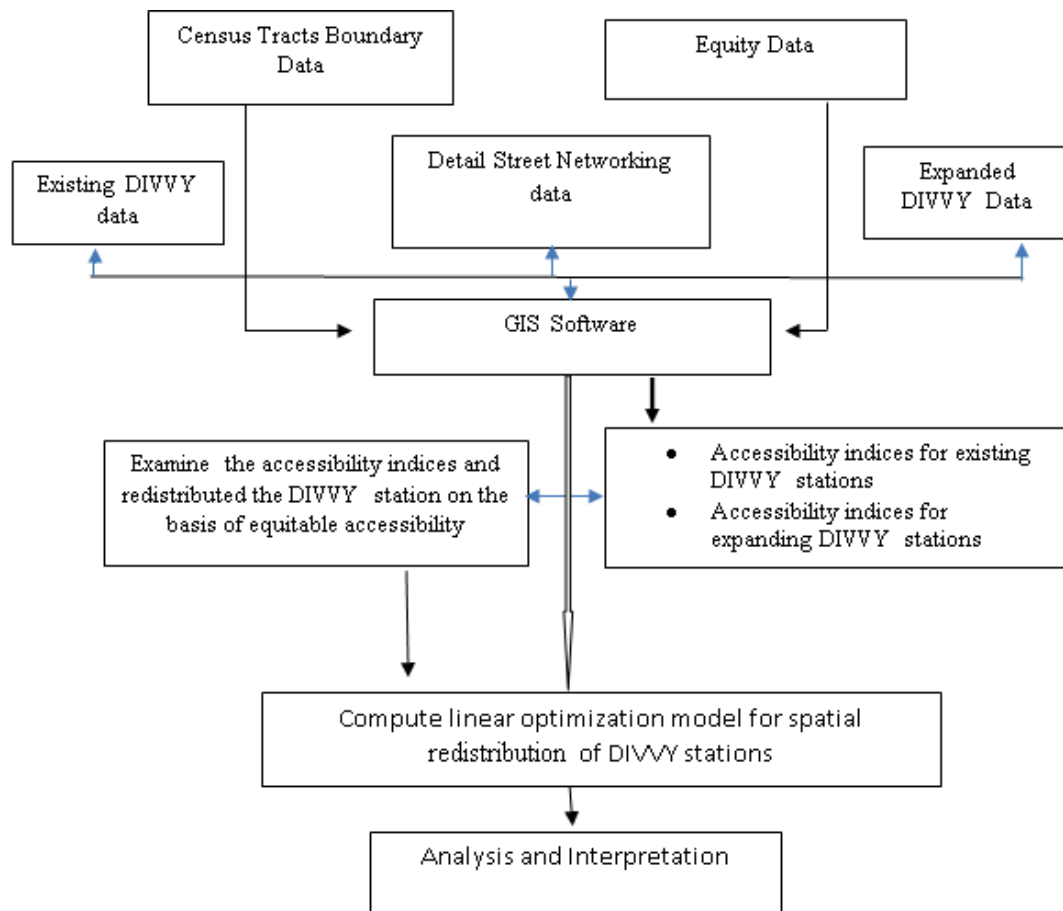 Census Tracts Boundary
Data
Equity Data
Existing DIVVY
data
Detail Street Networking
data
Expanded
DIVVY Data
GIS Software
Examine the accessibility indices and
redistributed the DIVVY station on the
basis of equitable accessibility
• Accessibility indices for existing
DIVVY stations
• Accessibility indices for
expanding DIVVY stations
Compute linear optimization model for spatial
redistribution of DIVVY stations
Analysis and Interpretation